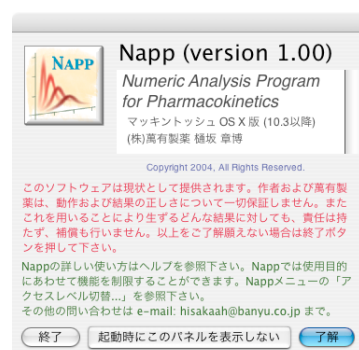 NAPP
Napp (version 1.00)
Numeric Analysis Program
for Pharmacokinetics
マッキントッシュ OS X 版 (10.3以降)
(株)萬有製薬 樋坂 章博
Copyright 2004, All Rights Reserved.
このソフトウェアは現状として提供されます。作者および萬有製
薬は、動作および結果の正しさについて一切保証しません。また
これを用いることにより生ずるどんな結果に対しても、責任は持
たず、補償も行いません。以上をご了解願えない場合は終了ボタ
ンを押して下さい。
Nappの詳しい使い方はヘルプを参照下さい。Nappでは使用目的
にあわせて機能を制限することができます。Nappメニューの「ア
クセスレベル切替...」を参照下さい。
その他の問い合わせは e-mail: hisakaah@banyu.co.jp まで。
終了 起動時にこのパネルを表示しない 了解